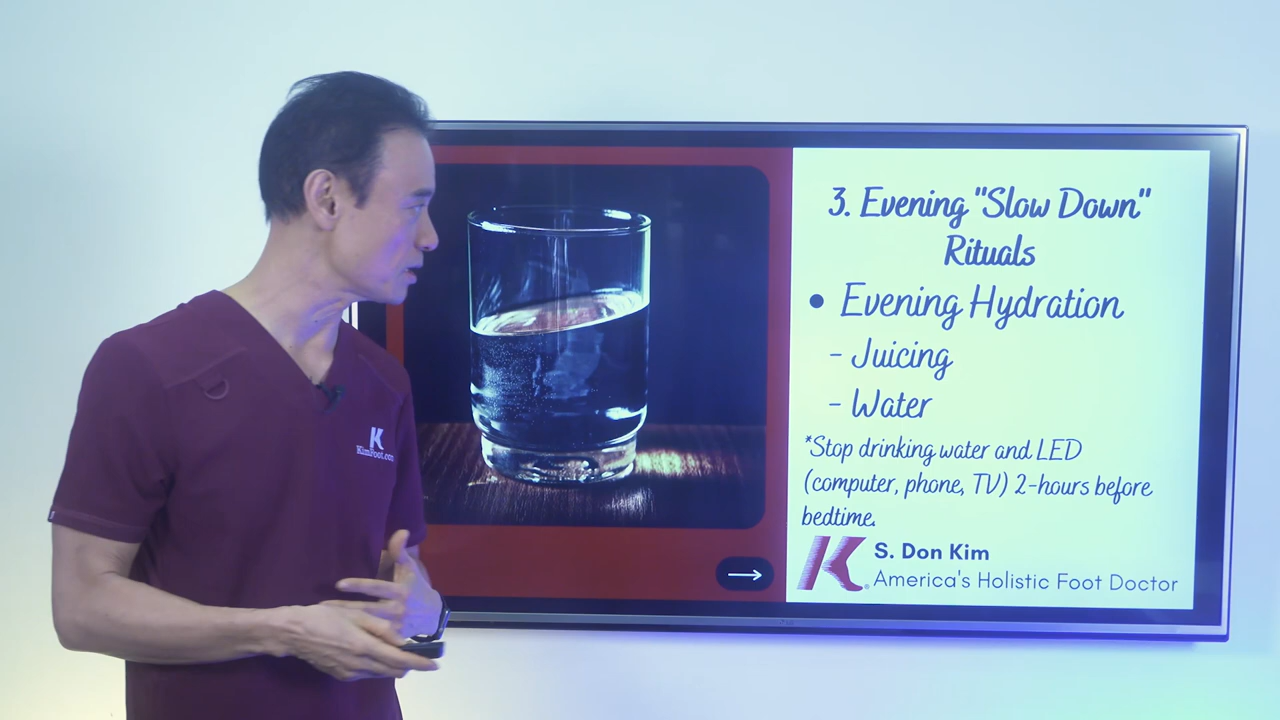 3. Evening "Slow Down"
Rituals
• Evening Hydration
- Juicing
- Water
*Stop drinking water and LED
(computer, phone, TV) 2-hours before
bedtime.
K
S. Don Kim
America's Holistic Foot Doctor
K
KimFoot.com